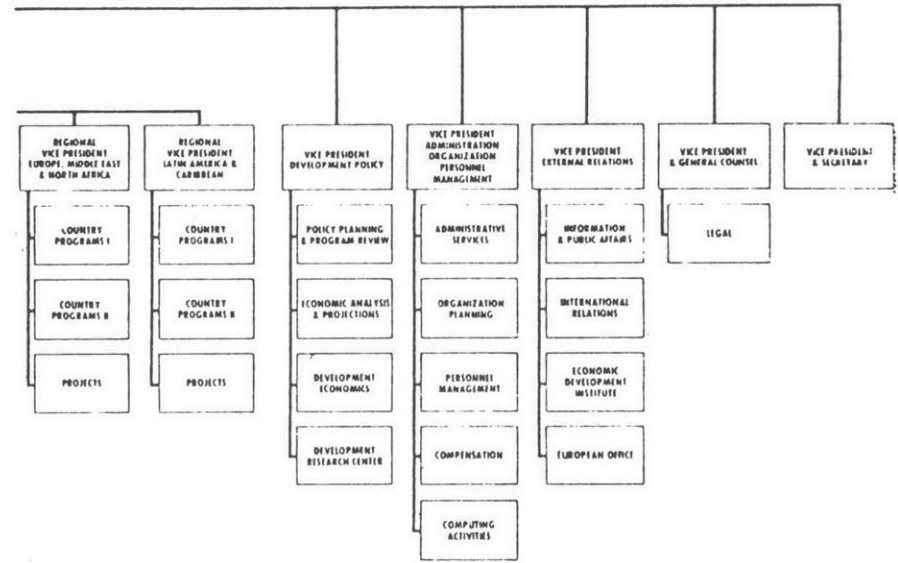 REGIONAL
VICE PRESIDENT
EUROPE, MIDDLE EAST
& NORTH AFRICA
COUNTRY
PROGRAMS I
COUNTRY
PROGRAMS II
PROJECTS
REGIONAL
VICE PRESIDENT
LATIN AMERICA &
CARIBBEAN
COUNTRY
PROGRAMS I
COUNTRY
PROGRAMS II
PROJECTS
VICE PRESIDENT
DEVELOPMENT POLICY
POLICY PLANNING
& PROGRAM REVIEW
ECONOMIC ANALYSIS
& PROJECTIONS
DEVELOPMENT
ECONOMICS
DEVELOPMENT
RESEARCH CENTER
VICE PRESIDENT
ADMINISTRATION
ORGANIZATION
PERSONNEL
MANAGEMENT
ADMINISTRATIVE
SERVICES
ORGANIZATION
PLANNING
PERSONNEL
MANAGEMENT
COMPENSATION
COMPUTING
ACTIVITIES
VICE PRESIDENT
EXTERNAL RELATIONS
INFORMATION
& PUBLIC AFFAIRS
INTERNATIONAL
RELATIONS
ECONOMIC
DEVELOPMENT
INSTITUTE
EUROPEAN OFFICE
VICE PRESIDENT
& GENERAL COUNSEL
LEGAL
VICE PRESIDENT
& SECRETARY